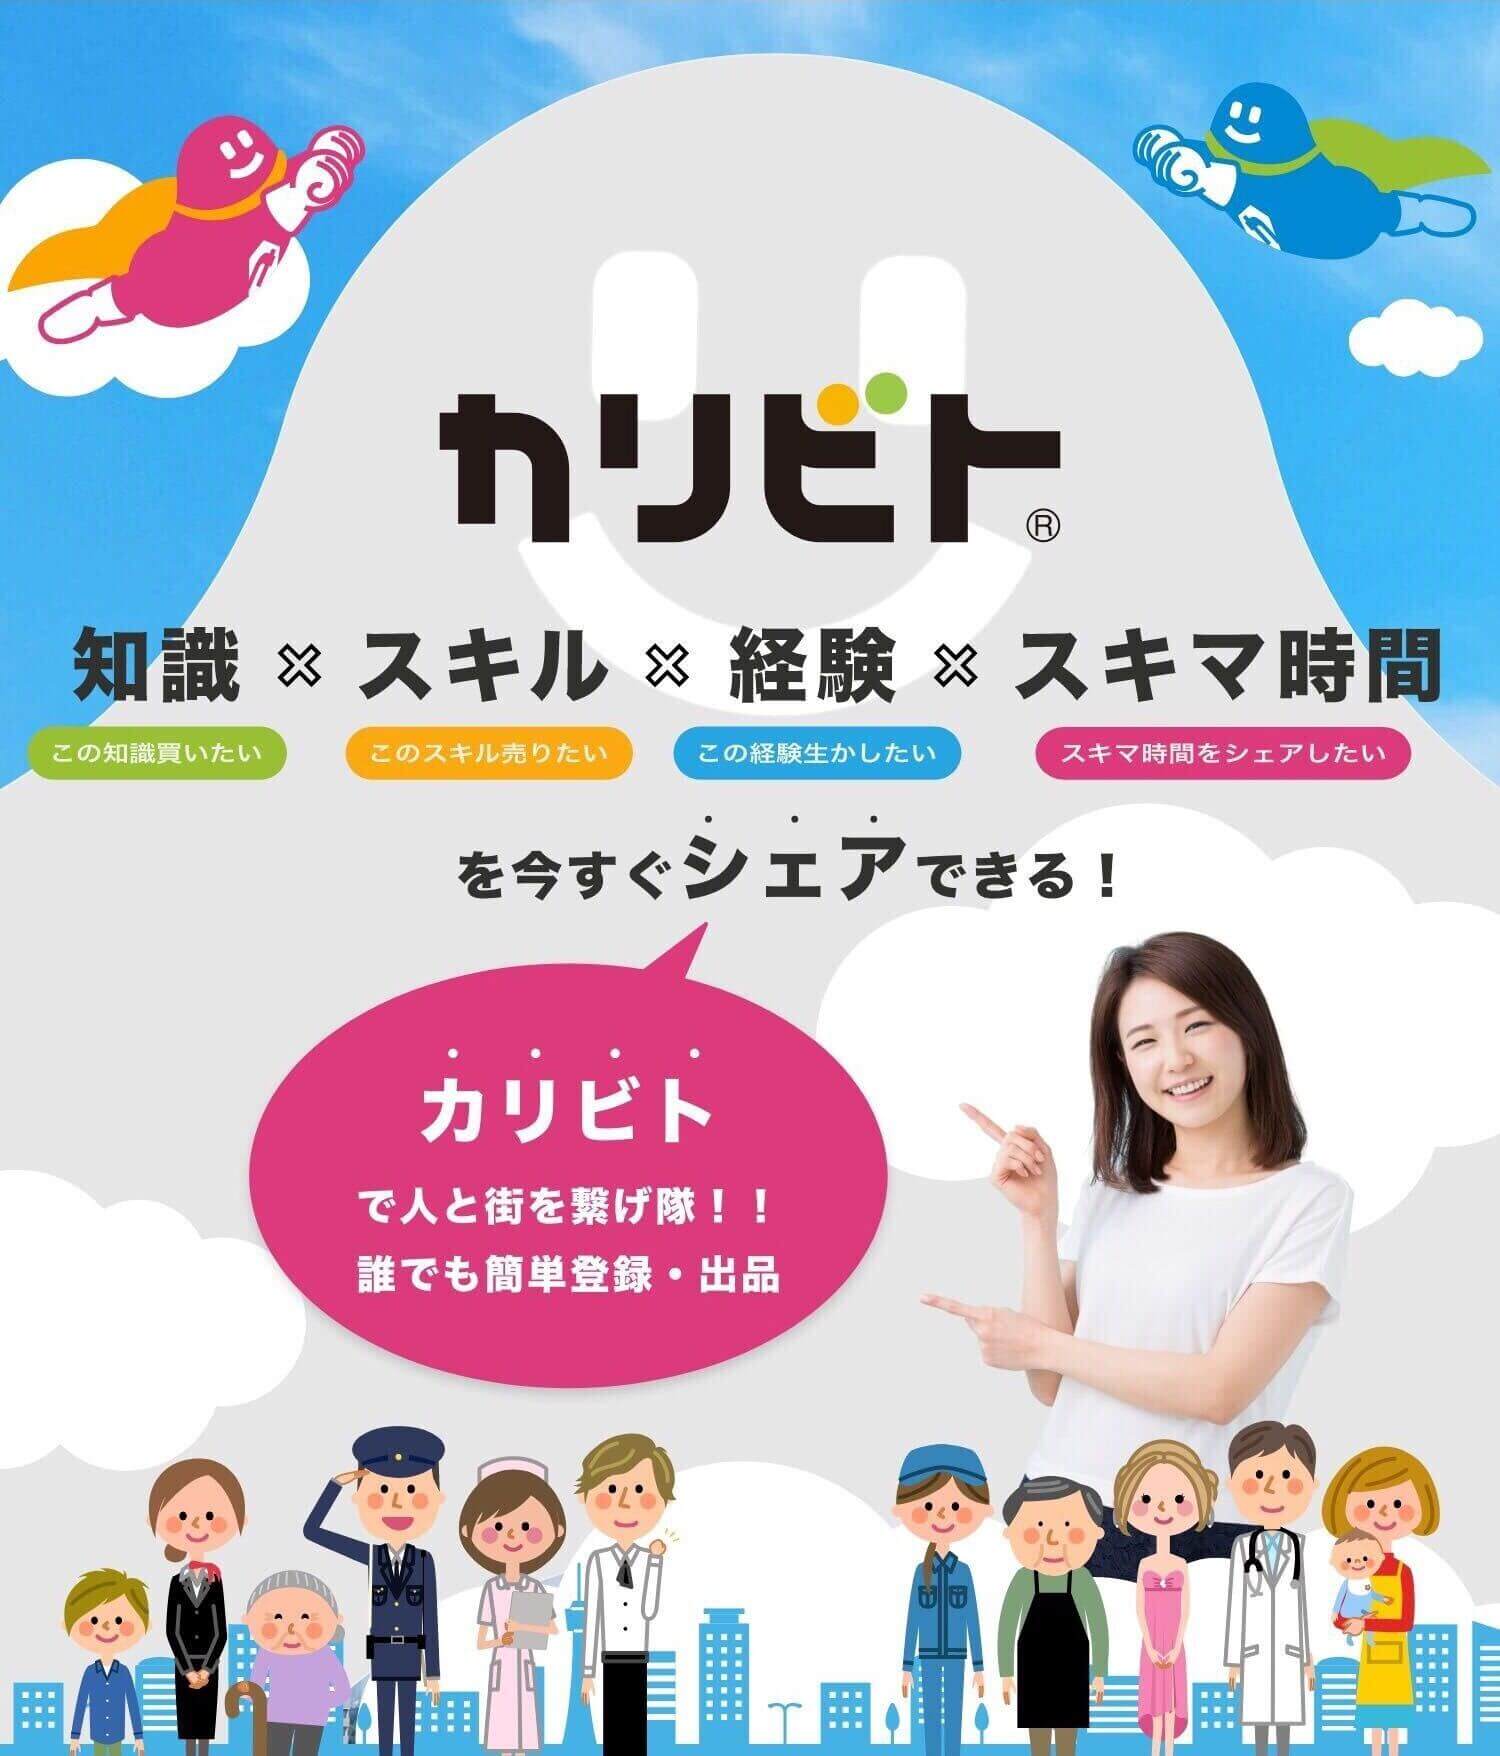 カリビト®
知識 × スキル × 経験 × スキマ時間
この知識買いたい このスキル売りたい この経験生かしたい スキマ時間をシェアしたい
を今すぐシェアできる！
カリビト
で人と街を繋げ隊！！
誰でも簡単登録・出品